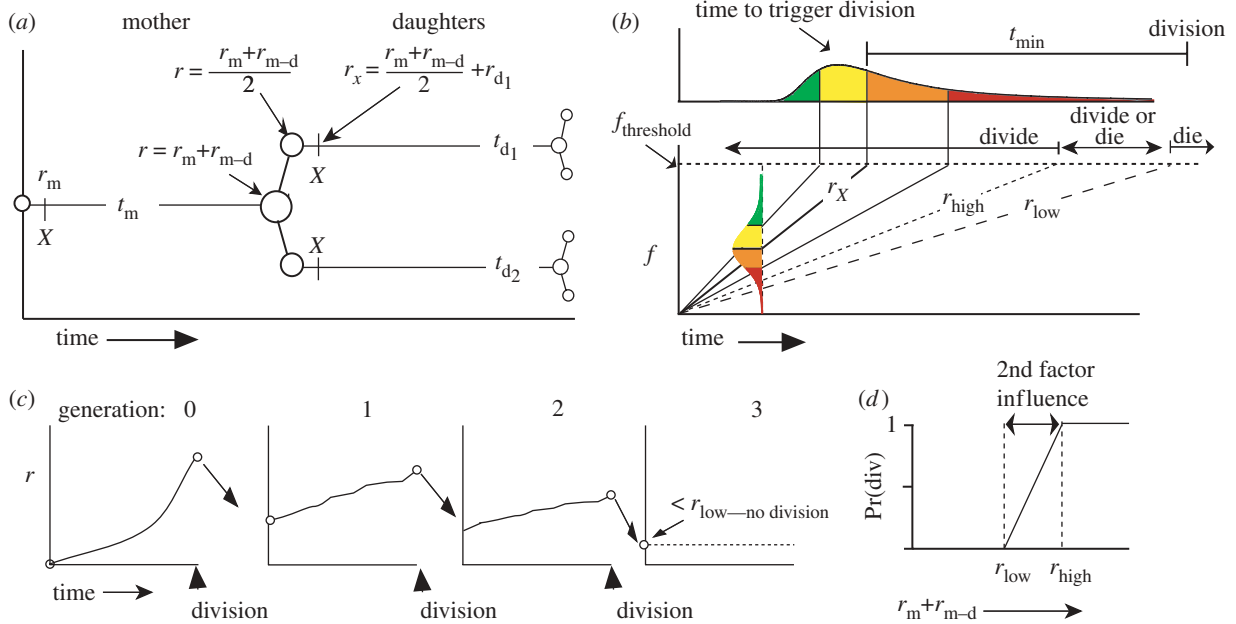 (a)
mother
daughters
r = (r_m+r_m–d)/2
r_x = (r_m+r_m–d)/2 + r_d1
r = r_m+r_m–d
r_m
X
t_m
X
t_d1
X
t_d2
time
(b)
time to trigger division
t_min
division
f_threshold
divide
divide or
die
die
r_X
r_high
r_low
f
time
(c)
generation: 0 1 2 3
r
< r_low—no division
time
division
division
division
(d)
2nd factor
influence
1
Pr(div)
r_low
r_high
r_m+r_m–d